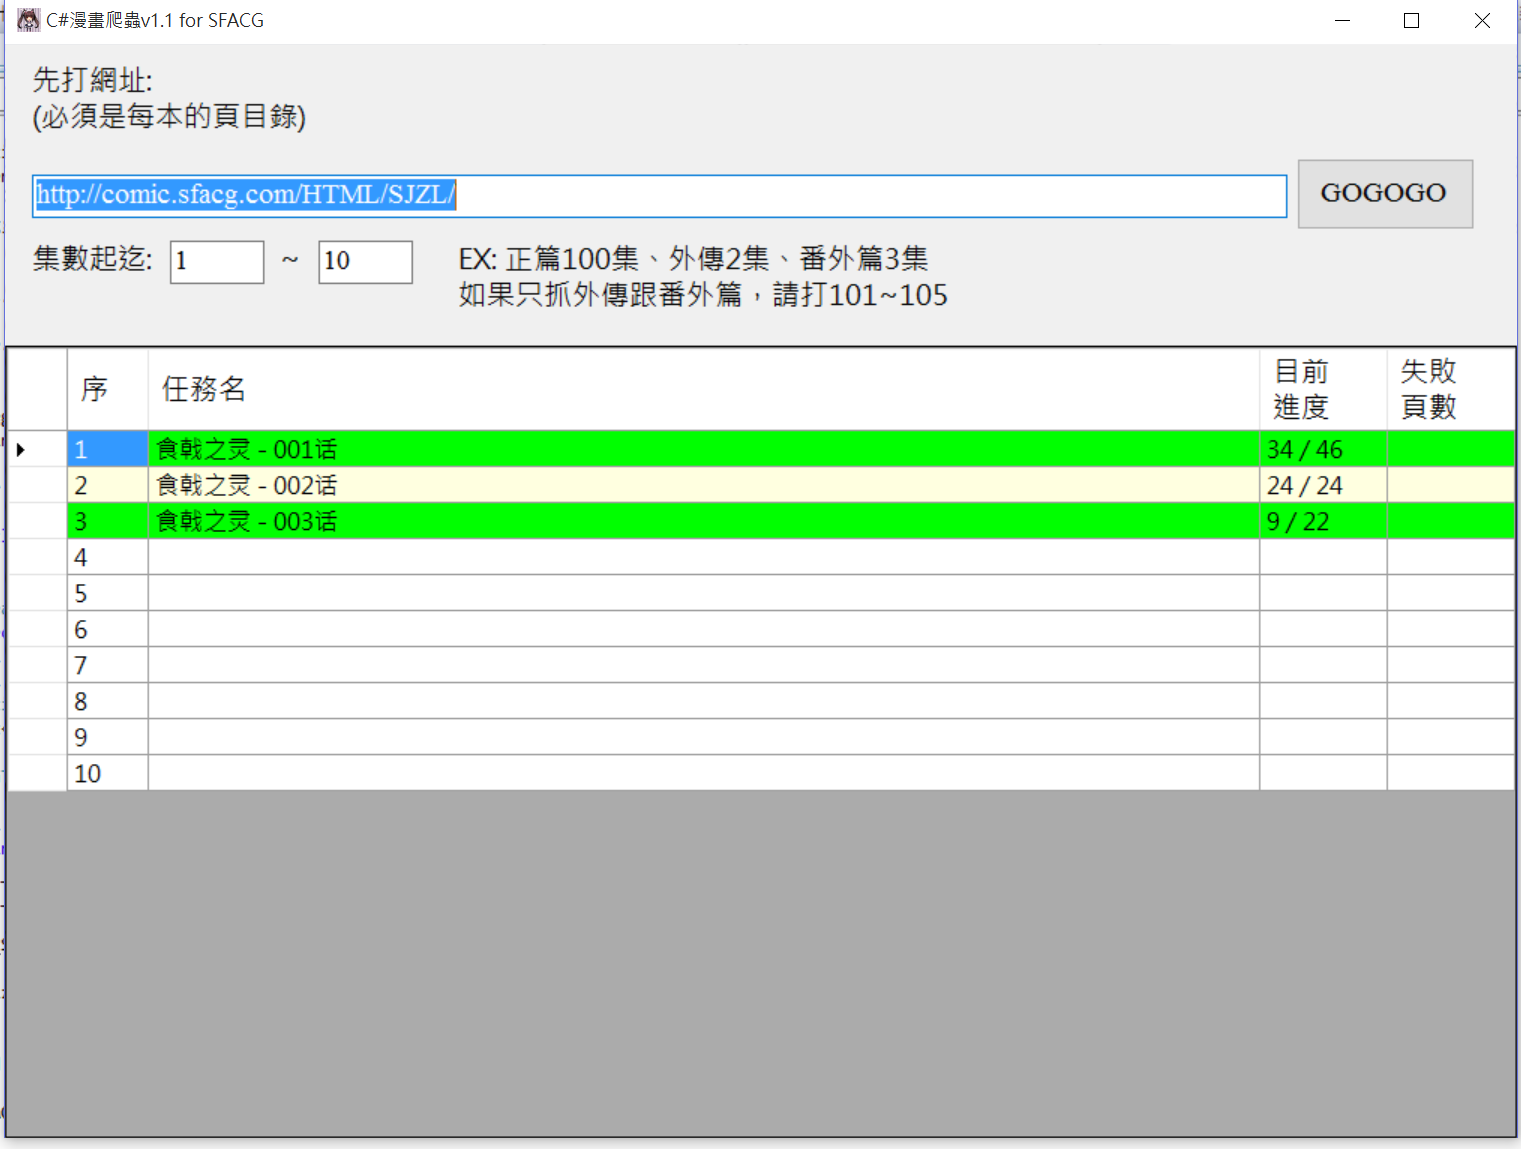 C#漫畫爬蟲v1.1 for SFACG
先打網址:
(必須是每本的頁目錄)
http://comic.sfacg.com/HTML/SJZL/
GOGOGO
集數起迄: 1 ~ 10
EX: 正篇100集、外傳2集、番外篇3集
如果只抓外傳跟番外篇，請打101~105
序 任務名 目前進度 失敗頁數
1 食戟之灵 - 001话 34 / 46
2 食戟之灵 - 002话 24 / 24
3 食戟之灵 - 003话 9 / 22
4
5
6
7
8
9
10